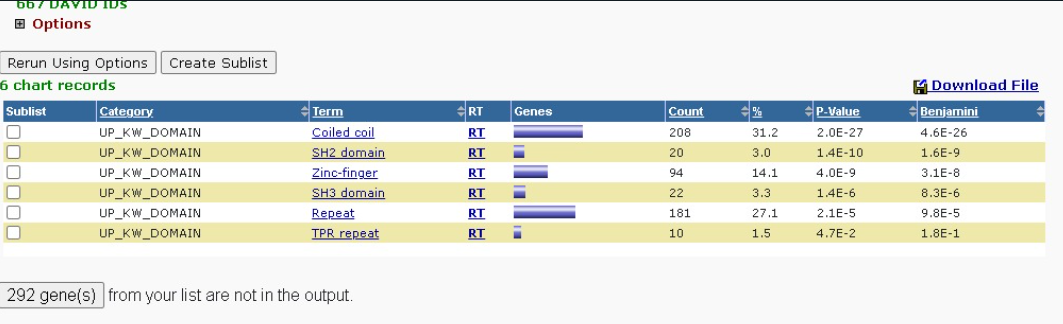 667 DAVID IDs
Options
Rerun Using Options Create Sublist
6 chart records Download File
Sublist Category Term RT Genes Count % P-Value Benjamini
UP_KW_DOMAIN Coiled coil RT 208 31.2 2.0E-27 4.6E-26
UP_KW_DOMAIN SH2 domain RT 20 3.0 1.4E-10 1.6E-9
UP_KW_DOMAIN Zinc-finger RT 94 14.1 4.0E-9 3.1E-8
UP_KW_DOMAIN SH3 domain RT 22 3.3 1.4E-6 8.3E-6
UP_KW_DOMAIN Repeat RT 181 27.1 2.1E-5 9.8E-5
UP_KW_DOMAIN TPR repeat RT 10 1.5 4.7E-2 1.8E-1
292 gene(s) from your list are not in the output.